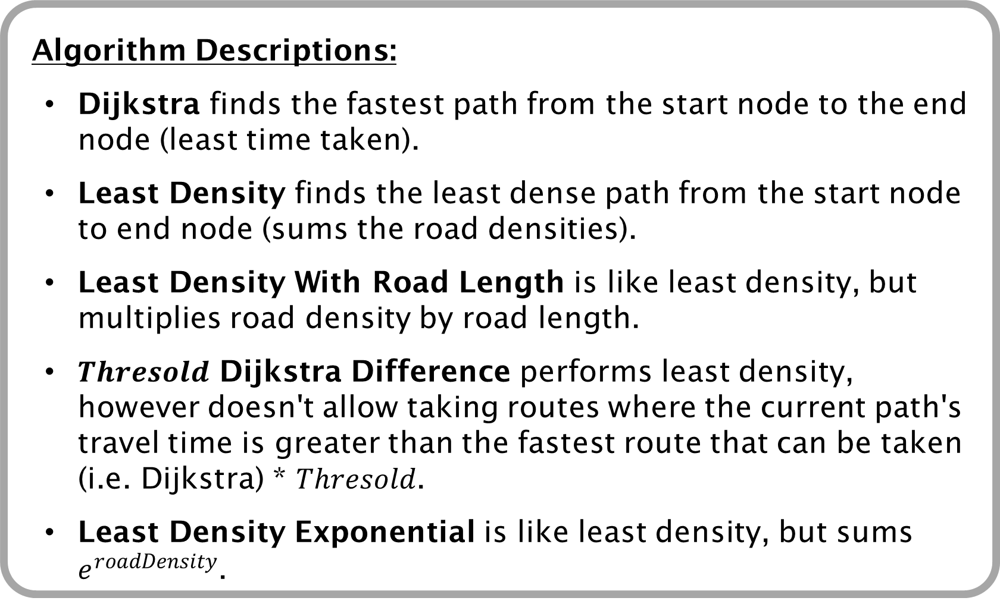 Algorithm Descriptions:
• Dijkstra finds the fastest path from the start node to the end
node (least time taken).
• Least Density finds the least dense path from the start node
to end node (sums the road densities).
• Least Density With Road Length is like least density, but
multiplies road density by road length.
• Thresold Dijkstra Difference performs least density,
however doesn't allow taking routes where the current path's
travel time is greater than the fastest route that can be taken
(i.e. Dijkstra) * Thresold.
• Least Density Exponential is like least density, but sums
e^roadDensity.